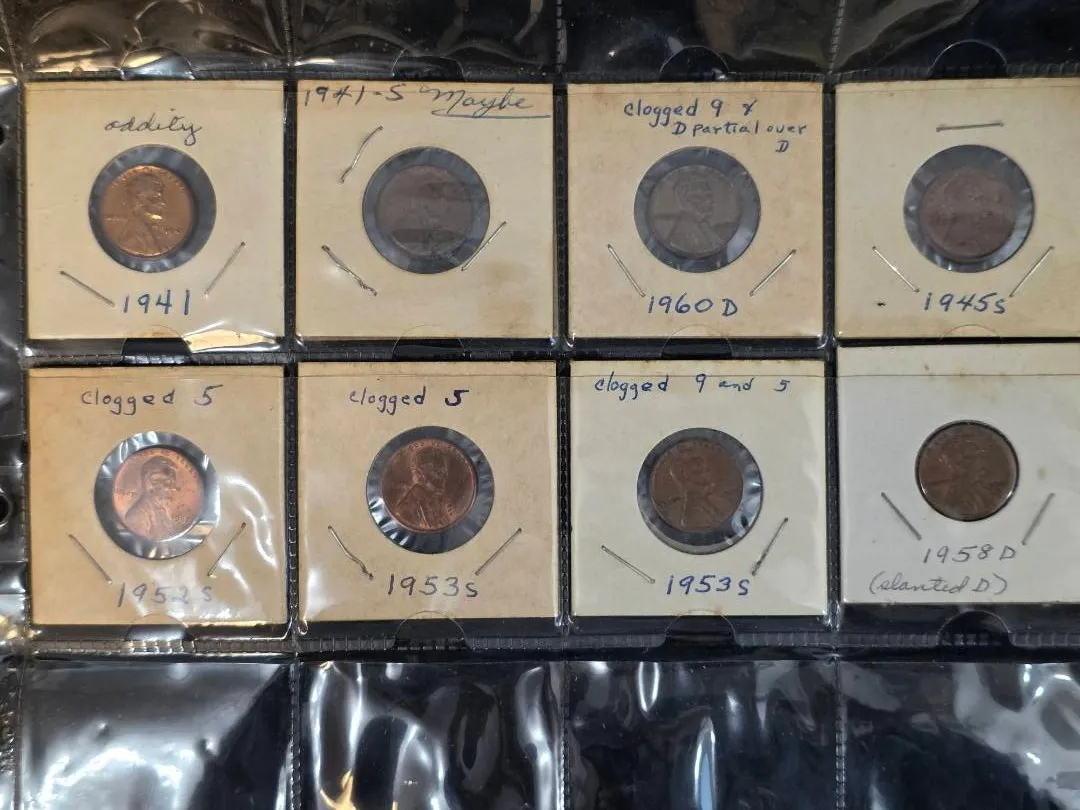 oddity
1941
1941-S Maybe
clogged 9 &
D partial over
D
1960 D
1945s
clogged 5
1952 s
clogged 5
1953s
clogged 9 and 5
1953s
1958 D
(slanted D)